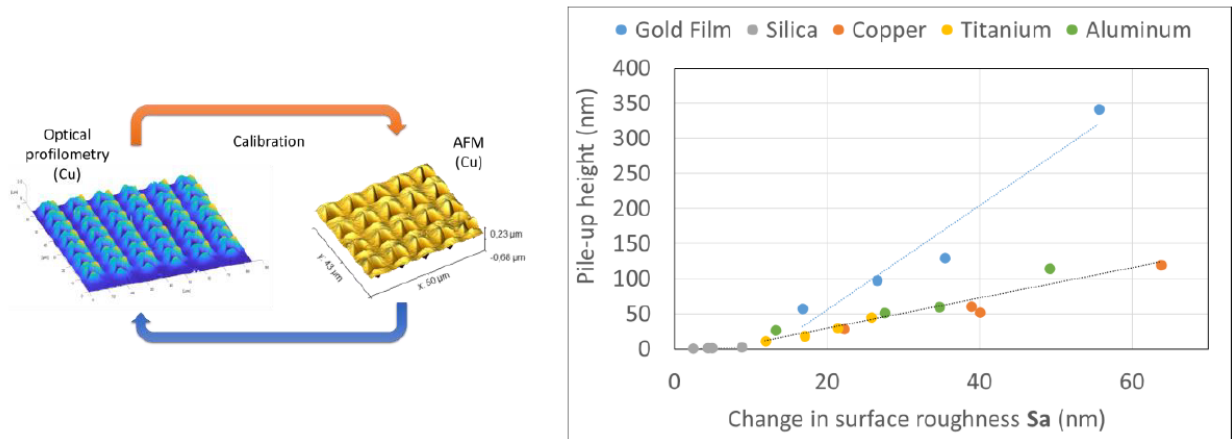 Optical
profilometry
(Cu)
Calibration
AFM
(Cu)
0,23 µm
-0,68 µm
Y: 43 µm
X: 50 µm
Gold Film Silica Copper Titanium Aluminum
400
350
300
250
200
150
100
50
0
0 20 40 60
Pile-up height (nm)
Change in surface roughness Sa (nm)